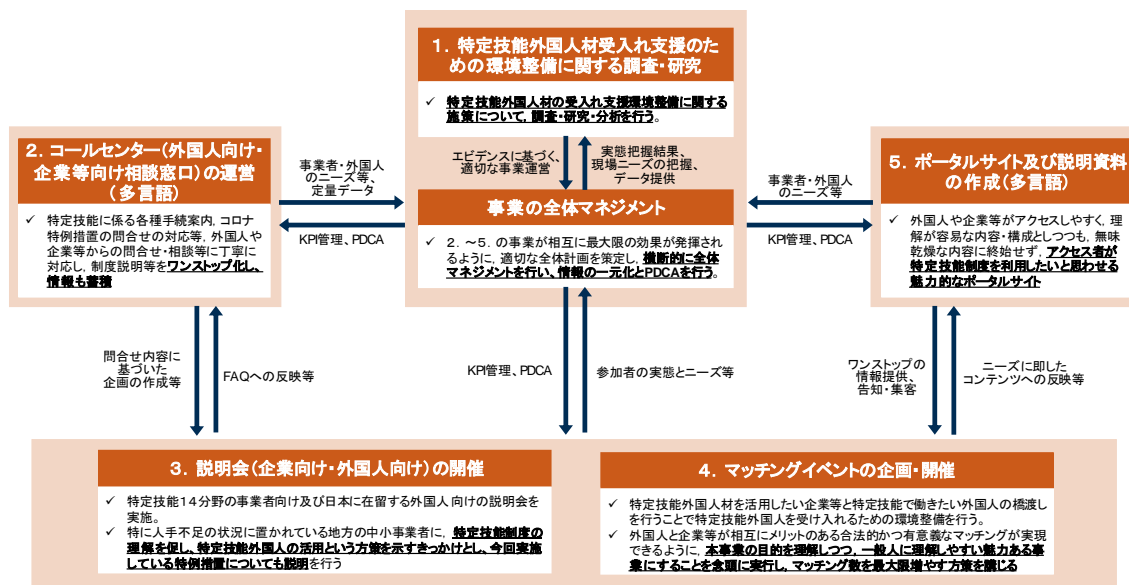 1．特定技能外国人材受入れ支援のた
めの環境整備に関する調査・研究
✓ 特定技能外国人材の受入れ支援環境整備に関する
施策について、調査・研究・分析を行う。
2．コールセンター（外国人向け・
企業等向け相談窓口）の運営
（多言語）
✓ 特定技能に係る各種手続案内、コロナ
特例措置の問合せの対応等、外国人や
企業等からの問合せ・相談等に丁寧に
対応し、制度説明等をワンストップ化し、
情報も蓄積
事業者・外国人
のニーズ等、
定量データ
KPI管理、PDCA
エビデンスに基づく、
適切な事業運営
実態把握結果、
現場ニーズの把握、
データ提供
事業の全体マネジメント
✓ 2．～5．の事業が相互に最大限の効果が発揮され
るように、適切な全体計画を策定し、横断的に全体
マネジメントを行い、情報の一元化とPDCAを行う。
事業者・外国人
のニーズ等
KPI管理、PDCA
5．ポータルサイト及び説明資料
の作成（多言語）
✓ 外国人や企業等がアクセスしやすく、理
解が容易な内容・構成としつつも、無味
乾燥な内容に終始せず、アクセス者が
特定技能制度を利用したいと思わせる
魅力的なポータルサイト
問合せ内容に
基づいた
企画の作成等
FAQへの反映等
KPI管理、PDCA
参加者の実態とニーズ等
ワンストップの
情報提供、
告知・集客
ニーズに即した
コンテンツへの反映等
3．説明会（企業向け・外国人向け）の開催
✓ 特定技能14分野の事業者向け及び日本に在留する外国人向けの説明会を
実施。
✓ 特に人手不足の状況に置かれている地方の中小事業者に、特定技能制度の
理解を促し、特定技能外国人の活用という方策を示すきっかけとし、今回実施
している特例措置についても説明を行う
4．マッチングイベントの企画・開催
✓ 特定技能外国人材を活用したい企業等と特定技能で働きたい外国人の橋渡し
を行うことで特定技能外国人を受け入れるための環境整備を行う。
✓ 外国人と企業等が相互にメリットのある合法的かつ有意義なマッチングが実現
できるように、本事業の目的を理解しつつ、一般人に理解しやすい魅力ある事
業にすることを念頭に実行し、マッチング数を最大限増やす方策を講じる